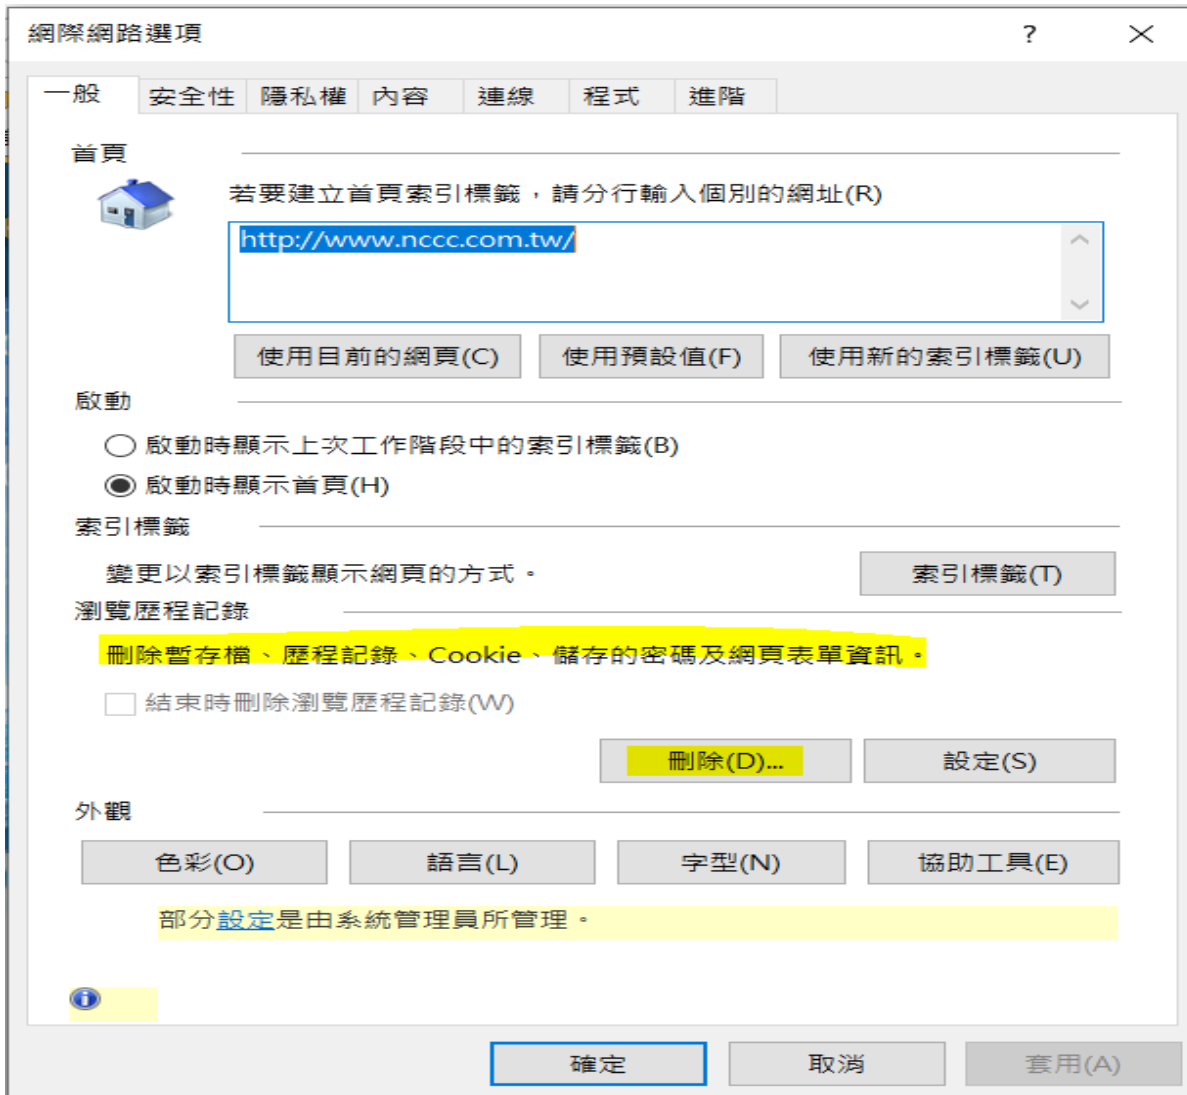 網際網路選項 ?
一般 安全性 隱私權 內容 連線 程式 進階
首頁
若要建立首頁索引標籤，請分行輸入個別的網址(R)
http://www.nccc.com.tw/
使用目前的網頁(C) 使用預設值(F) 使用新的索引標籤(U)
啟動
啟動時顯示上次工作階段中的索引標籤(B)
啟動時顯示首頁(H)
索引標籤
變更以索引標籤顯示網頁的方式。 索引標籤(T)
瀏覽歷程記錄
刪除暫存檔、歷程記錄、Cookie、儲存的密碼及網頁表單資訊。
結束時刪除瀏覽歷程記錄(W)
刪除(D)... 設定(S)
外觀
色彩(O) 語言(L) 字型(N) 協助工具(E)
部分設定是由系統管理員所管理。
確定 取消 套用(A)